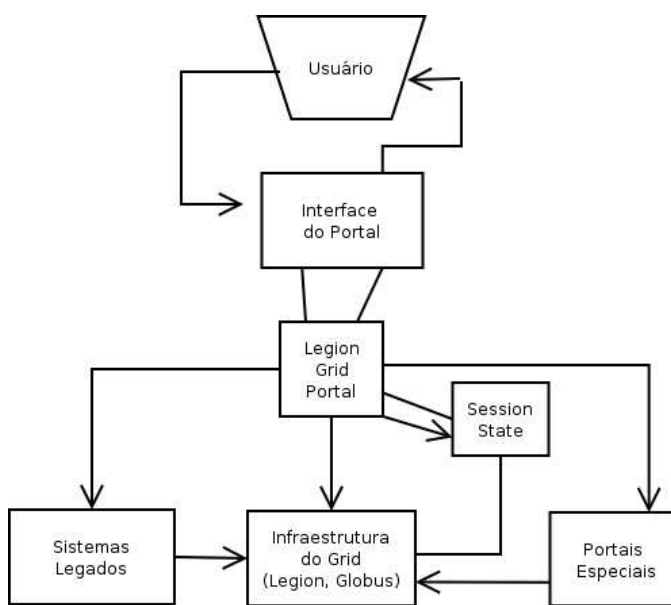 Usuário
Interface
do Portal
Legion
Grid
Portal
Session
State
Sistemas
Legados
Infraestrutura
do Grid
(Legion, Globus)
Portais
Especiais